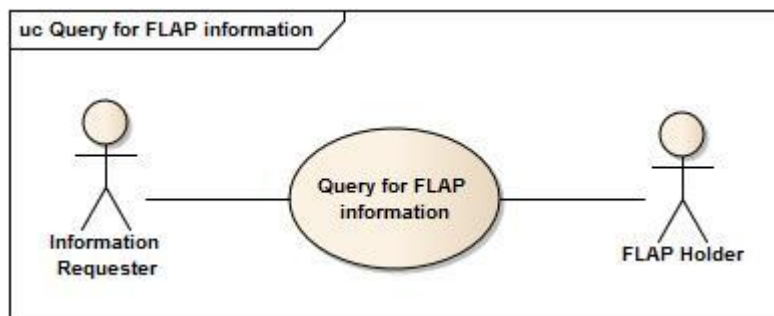 uc Query for FLAP information
Query for FLAP
information
Information
Requester
FLAP Holder